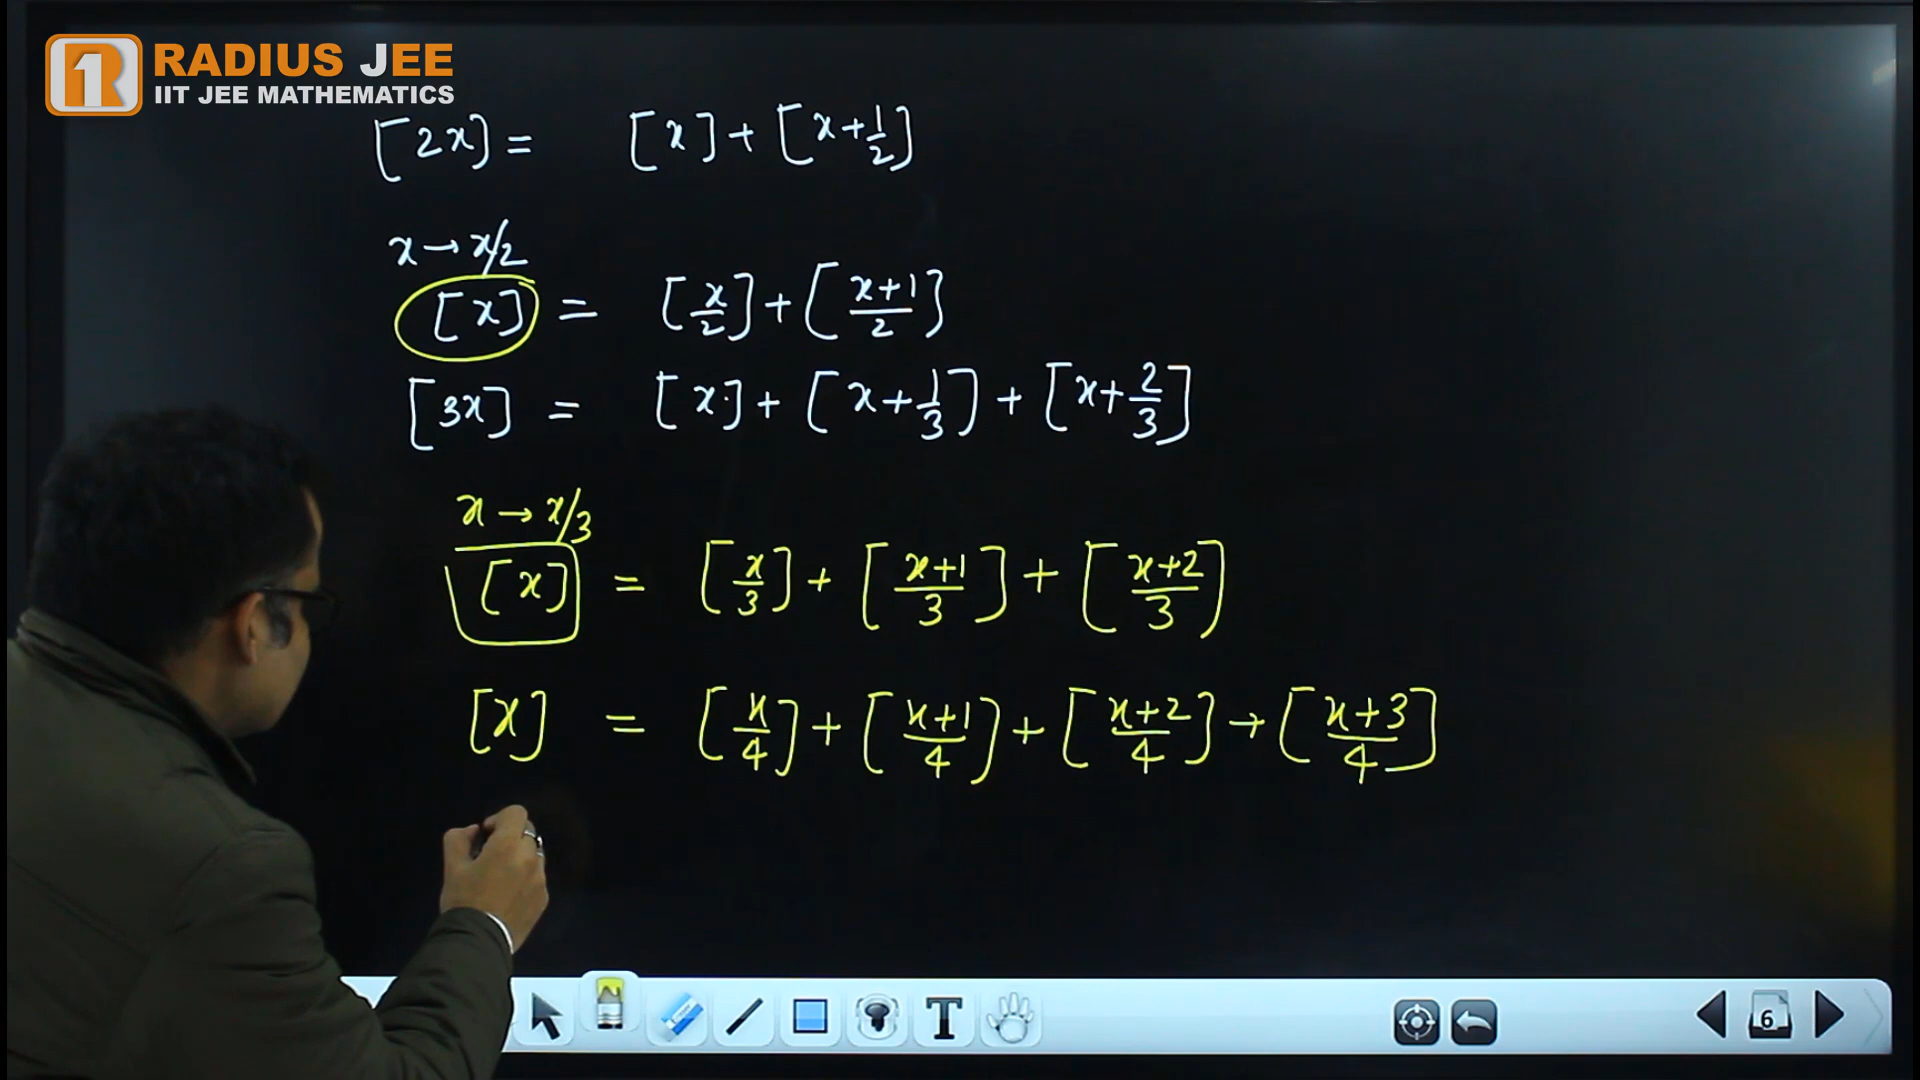 RADIUS JEE
IIT JEE MATHEMATICS
[2x] = [x] + [x+1/2]
x → x/2
[x] = [x/2] + [(x+1)/2]
[3x] = [x] + [x+1/3] + [x+2/3]
x → x/3
[x] = [x/3] + [(x+1)/3] + [(x+2)/3]
[x] = [x/4] + [(x+1)/4] + [(x+2)/4] + [(x+3)/4]
T
6